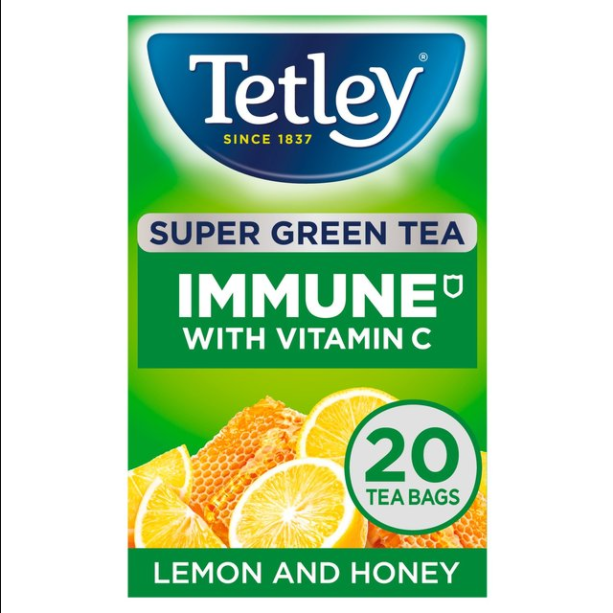 Tetley®
SINCE 1837
SUPER GREEN TEA
IMMUNE
WITH VITAMIN C
20
TEA BAGS
LEMON AND HONEY